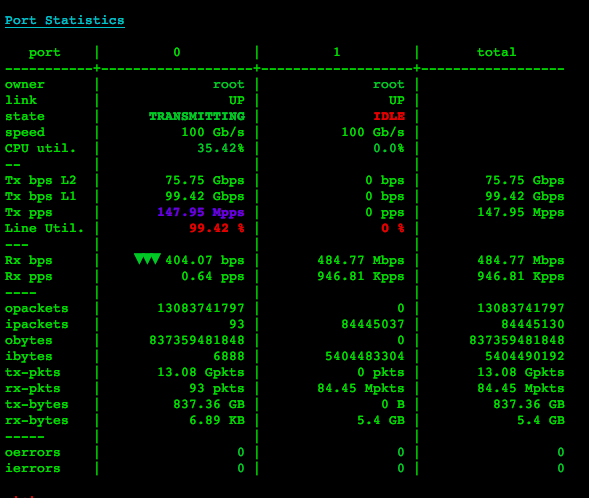 Port Statistics
port | 0 | 1 | total
-----------+-------------------+-------------------+------------------
owner | root | root |
link | UP | UP |
state | TRANSMITTING | IDLE |
speed | 100 Gb/s | 100 Gb/s |
CPU util. | 35.42% | 0.0% |
-- | | |
Tx bps L2 | 75.75 Gbps | 0 bps | 75.75 Gbps
Tx bps L1 | 99.42 Gbps | 0 bps | 99.42 Gbps
Tx pps | 147.95 Mpps | 0 pps | 147.95 Mpps
Line Util. | 99.42 % | 0 % |
--- | | |
Rx bps | ▼▼▼ 404.07 bps | 484.77 Mbps | 484.77 Mbps
Rx pps | 0.64 pps | 946.81 Kpps | 946.81 Kpps
---- | | |
opackets | 13083741797 | 0 | 13083741797
ipackets | 93 | 84445037 | 84445130
obytes | 837359481848 | 0 | 837359481848
ibytes | 6888 | 5404483304 | 5404490192
tx-pkts | 13.08 Gpkts | 0 pkts | 13.08 Gpkts
rx-pkts | 93 pkts | 84.45 Mpkts | 84.45 Mpkts
tx-bytes | 837.36 GB | 0 B | 837.36 GB
rx-bytes | 6.89 KB | 5.4 GB | 5.4 GB
----- | | |
oerrors | 0 | 0 | 0
ierrors | 0 | 0 | 0